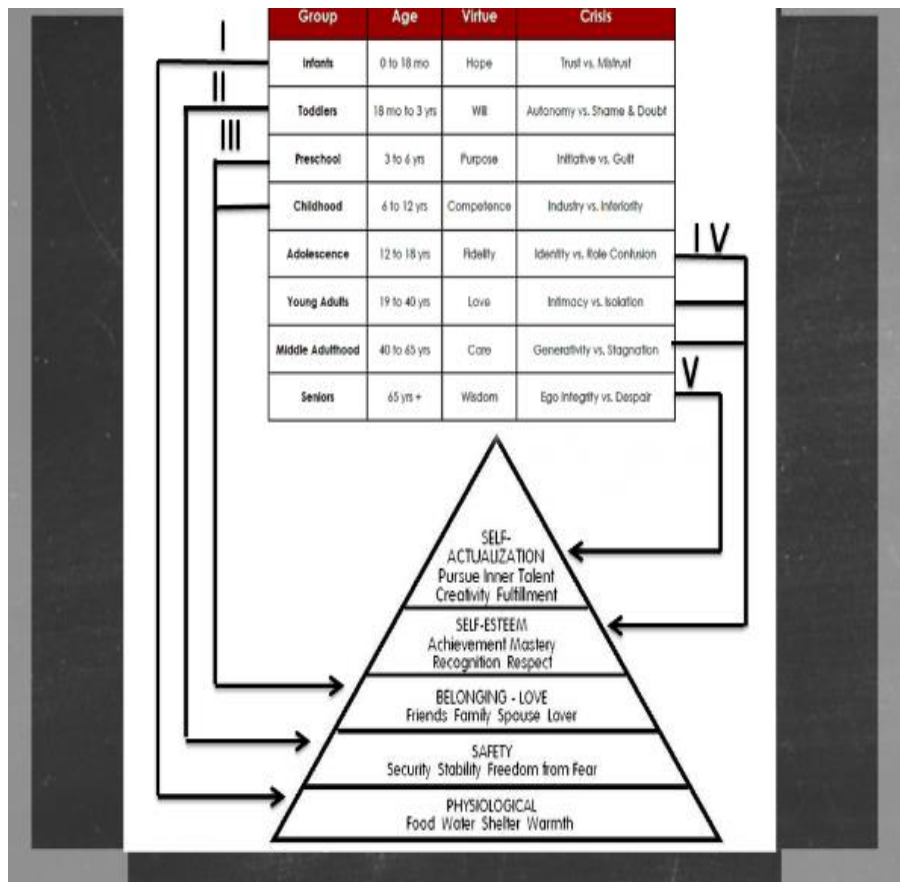 Group Age Virtue Crisis
I
Infants 0 to 18 mo Hope Trust vs. Mistrust
II
Toddlers 18 mo to 3 yrs Will Autonomy vs. Shame & Doubt
III
Preschool 3 to 6 yrs Purpose Initiative vs. Guilt
Childhood 6 to 12 yrs Competence Industry vs. Inferiority
IV
Adolescence 12 to 18 yrs Fidelity Identity vs. Role Confusion
Young Adults 19 to 40 yrs Love Intimacy vs. Isolation
Middle Adulthood 40 to 65 yrs Care Generativity vs. Stagnation
V
Seniors 65 yrs + Wisdom Ego Integrity vs. Despair
SELF-
ACTUALIZATION
Pursue Inner Talent
Creativity Fulfillment
SELF-ESTEEM
Achievement Mastery
Recognition Respect
BELONGING - LOVE
Friends Family Spouse Lover
SAFETY
Security Stability Freedom from Fear
PHYSIOLOGICAL
Food Water Shelter Warmth